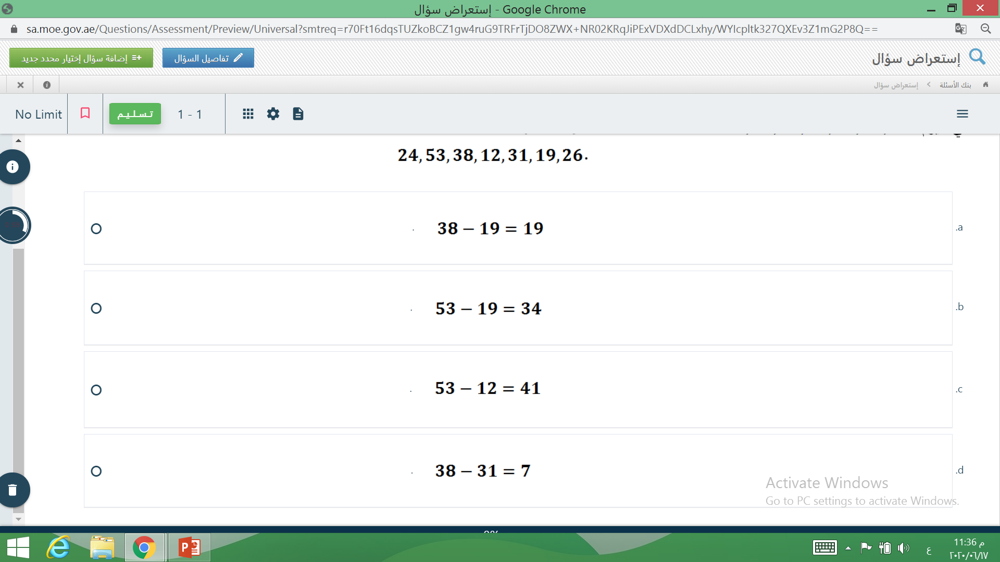 إستعراض سؤال - Google Chrome
sa.moe.gov.ae/Questions/Assessment/Preview/Universal?smtreq=r70Ft16dqsTUZkoBCZ1gw4ruG9TRFrTjDO8ZWX+NR02KRqJiPExVDXdDCLxhy/WYIcpltk327QXEv3Z1mG2P8Q==
إستعراض سؤال
تفاصيل السؤال
إضافة سؤال إختيار محدد جديد
بنك الأسئلة > إستعراض سؤال
No Limit
تسليم
1 - 1
24, 53, 38, 12, 31, 19, 26.
.a
38 − 19 = 19
.b
53 − 19 = 34
.c
53 − 12 = 41
.d
38 − 31 = 7
Activate Windows
Go to PC settings to activate Windows.
ع
11:36 م
٢٠٢٠/٠٦/١٧